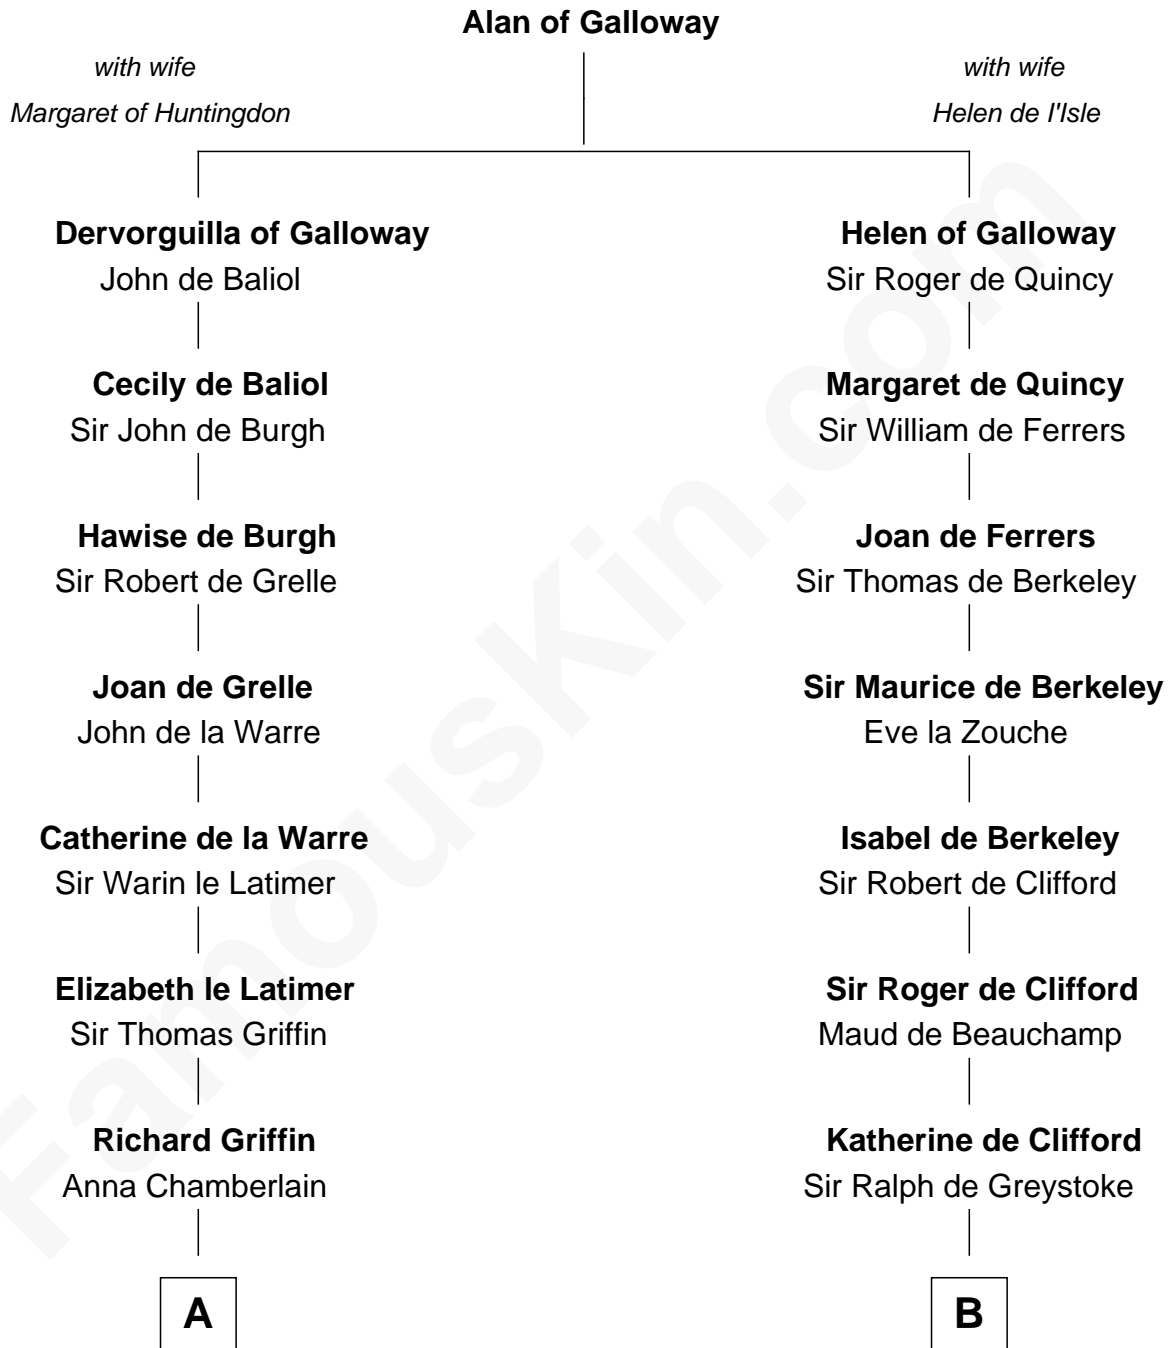 Alan of Galloway
with wife
Margaret of Huntingdon
with wife
Helen de l'Isle
Dervorguilla of Galloway
John de Baliol
Helen of Galloway
Sir Roger de Quincy
Cecily de Baliol
Sir John de Burgh
Margaret de Quincy
Sir William de Ferrers
Hawise de Burgh
Sir Robert de Grelle
Joan de Ferrers
Sir Thomas de Berkeley
Joan de Grelle
John de la Warre
Sir Maurice de Berkeley
Eve la Zouche
Catherine de la Warre
Sir Warin le Latimer
Isabel de Berkeley
Sir Robert de Clifford
Elizabeth le Latimer
Sir Thomas Griffin
Sir Roger de Clifford
Maud de Beauchamp
Richard Griffin
Anna Chamberlain
Katherine de Clifford
Sir Ralph de Greystoke
A
B
FamousKin.com